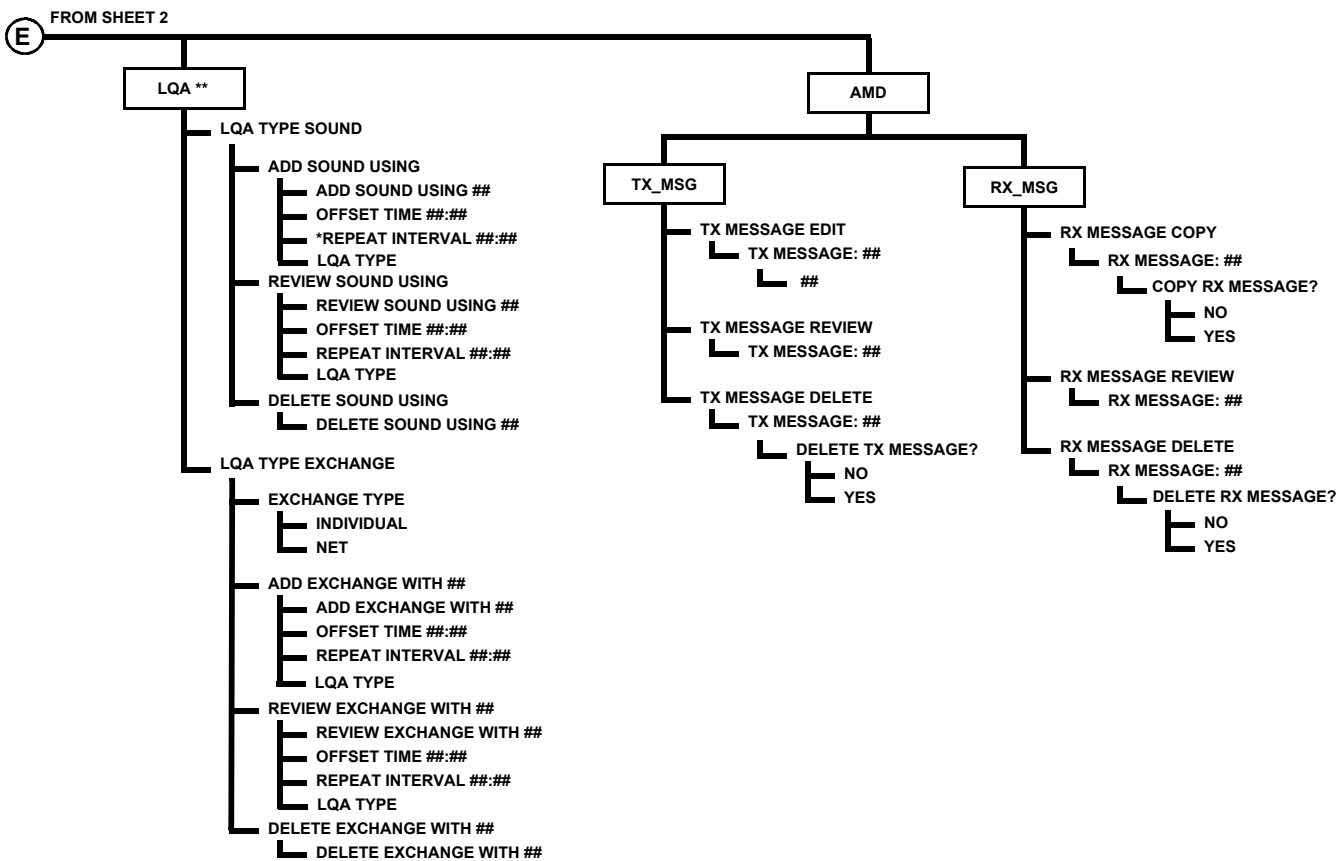 FROM SHEET 2
E
LQA **
LQA TYPE SOUND
ADD SOUND USING
ADD SOUND USING ##
OFFSET TIME ##:##
*REPEAT INTERVAL ##:##
LQA TYPE
REVIEW SOUND USING
REVIEW SOUND USING ##
OFFSET TIME ##:##
REPEAT INTERVAL ##:##
LQA TYPE
DELETE SOUND USING
DELETE SOUND USING ##
LQA TYPE EXCHANGE
EXCHANGE TYPE
INDIVIDUAL
NET
ADD EXCHANGE WITH ##
ADD EXCHANGE WITH ##
OFFSET TIME ##:##
REPEAT INTERVAL ##:##
LQA TYPE
REVIEW EXCHANGE WITH ##
REVIEW EXCHANGE WITH ##
OFFSET TIME ##:##
REPEAT INTERVAL ##:##
LQA TYPE
DELETE EXCHANGE WITH ##
DELETE EXCHANGE WITH ##
AMD
TX_MSG
TX MESSAGE EDIT
TX MESSAGE: ##
##
TX MESSAGE REVIEW
TX MESSAGE: ##
TX MESSAGE DELETE
TX MESSAGE: ##
DELETE TX MESSAGE?
NO
YES
RX_MSG
RX MESSAGE COPY
RX MESSAGE: ##
COPY RX MESSAGE?
NO
YES
RX MESSAGE REVIEW
RX MESSAGE: ##
RX MESSAGE DELETE
RX MESSAGE: ##
DELETE RX MESSAGE?
NO
YES